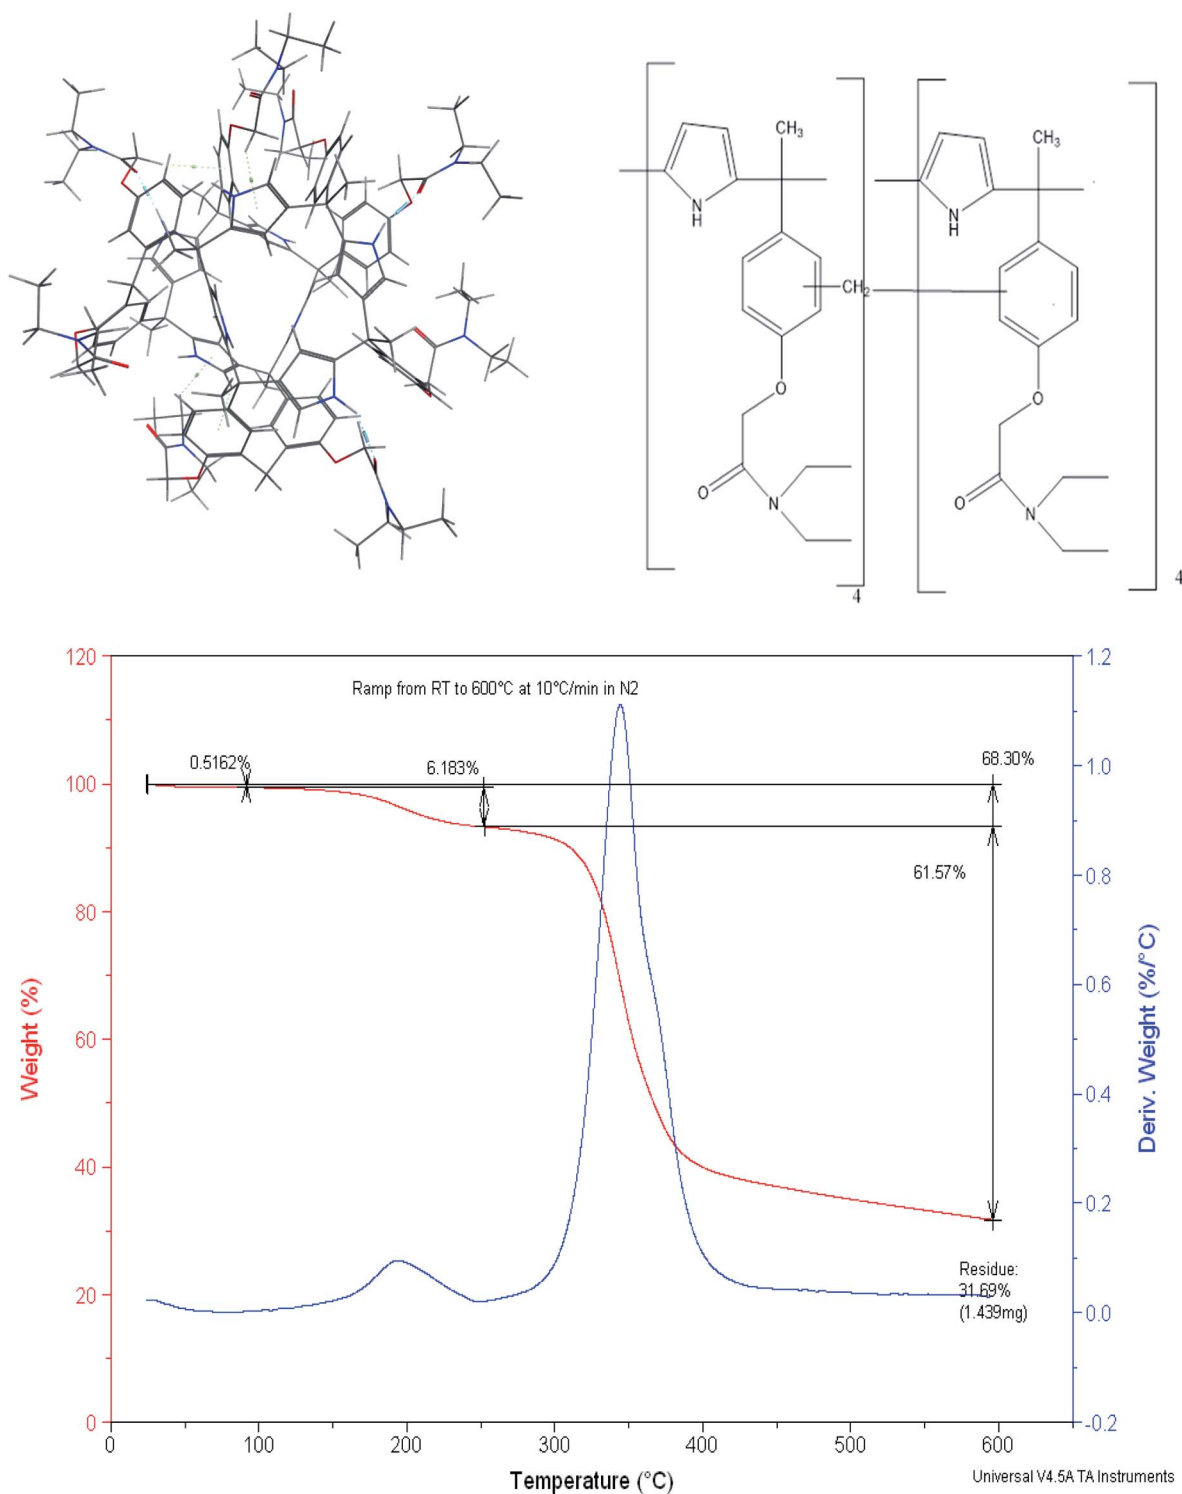 CH3
CH3
N
H
N
H
CH2
O
O
O
N
O
N
4
4
Ramp from RT to 600°C at 10°C/min in N2
0.5162%
6.183%
68.30%
61.57%
Residue:
31.69%
(1.439mg)
120
100
80
60
40
20
0
Weight (%)
1.2
1.0
0.8
0.6
0.4
0.2
0.0
-0.2
Deriv. Weight (%/°C)
0 100 200 300 400 500 600
Temperature (°C)
Universal V4.5A TA Instruments